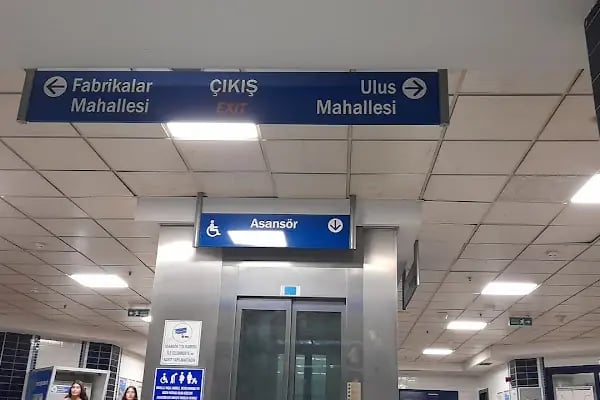 Fabrikalar
Mahallesi
ÇIKIŞ
EXIT
Ulus
Mahallesi
Asansör